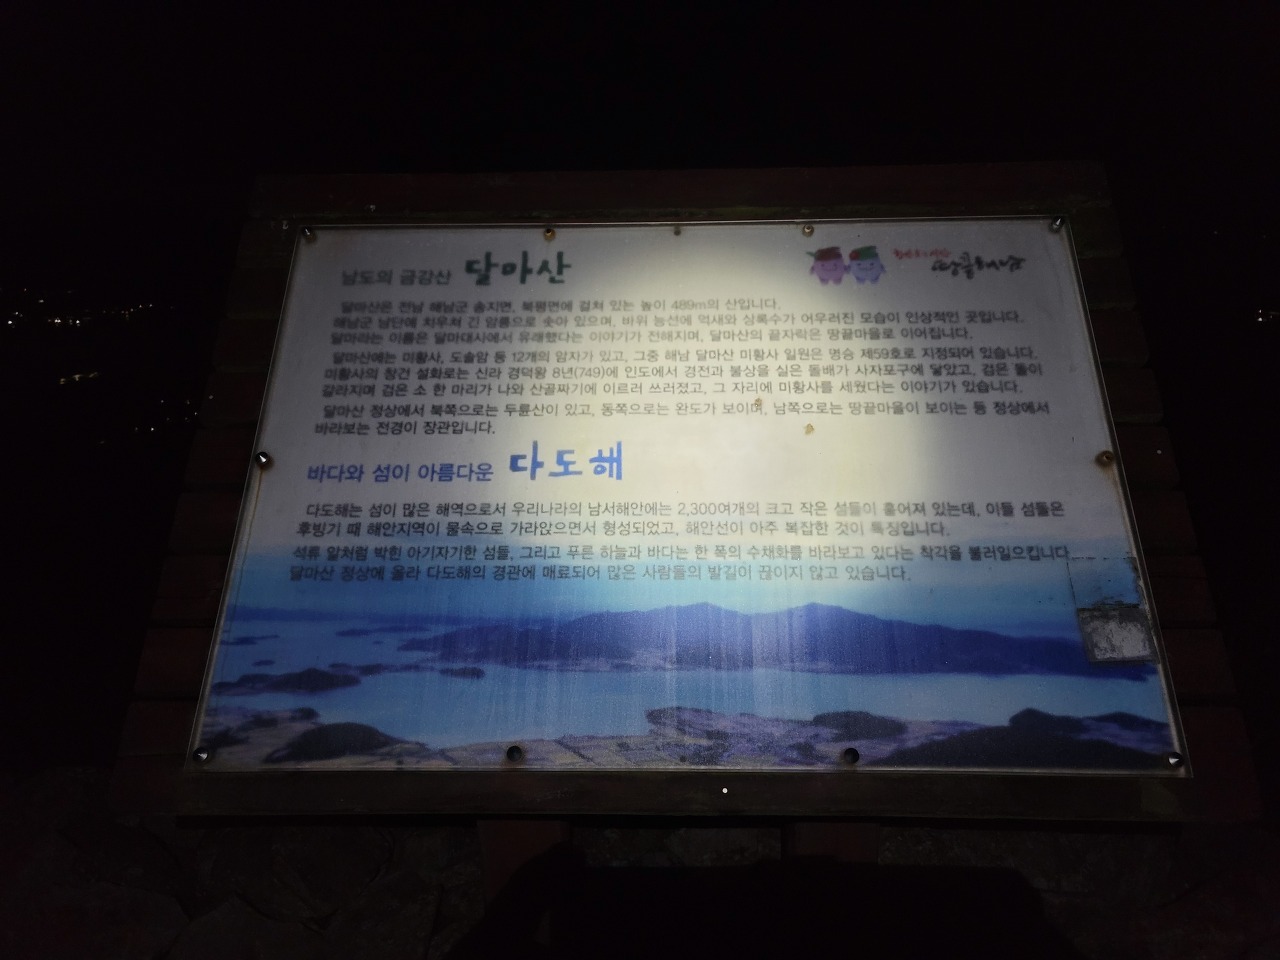 남도의 금강산 달마산
땅끝해남
달마산은 전남 해남군 송지면, 북평면에 걸쳐 있는 높이 489m의 산입니다.
해남군 남단에 치우쳐 긴 암릉으로 솟아 있으며, 바위 능선에 억새와 상록수가 어우러진 모습이 인상적인 곳입니다.
달마라는 이름은 달마대사에서 유래했다는 이야기가 전해지며, 달마산의 끝자락은 땅끝마을로 이어집니다.
달마산에는 미황사, 도솔암 등 12개의 암자가 있고, 그중 해남 달마산 미황사 일원은 명승 제59호로 지정되어 있습니다.
미황사의 창건 설화로는 신라 경덕왕 8년(749)에 인도에서 경전과 불상을 실은 돌배가 사자포구에 닿았고, 검은 돌이
갈라지며 검은 소 한 마리가 나와 산골짜기에 이르러 쓰러졌고, 그 자리에 미황사를 세웠다는 이야기가 있습니다.
달마산 정상에서 북쪽으로는 두륜산이 있고, 동쪽으로는 완도가 보이며, 남쪽으로는 땅끝마을이 보이는 등 정상에서
바라보는 전경이 장관입니다.
바다와 섬이 아름다운 다도해
다도해는 섬이 많은 해역으로서 우리나라의 남서해안에는 2,300여개의 크고 작은 섬들이 흩어져 있는데, 이들 섬들은
후빙기 때 해안지역이 물속으로 가라앉으면서 형성되었고, 해안선이 아주 복잡한 것이 특징입니다.
석류 알처럼 박힌 아기자기한 섬들, 그리고 푸른 하늘과 바다는 한 폭의 수채화를 바라보고 있다는 착각을 불러일으킵니다
달마산 정상에 올라 다도해의 경관에 매료되어 많은 사람들의 발길이 끊이지 않고 있습니다.